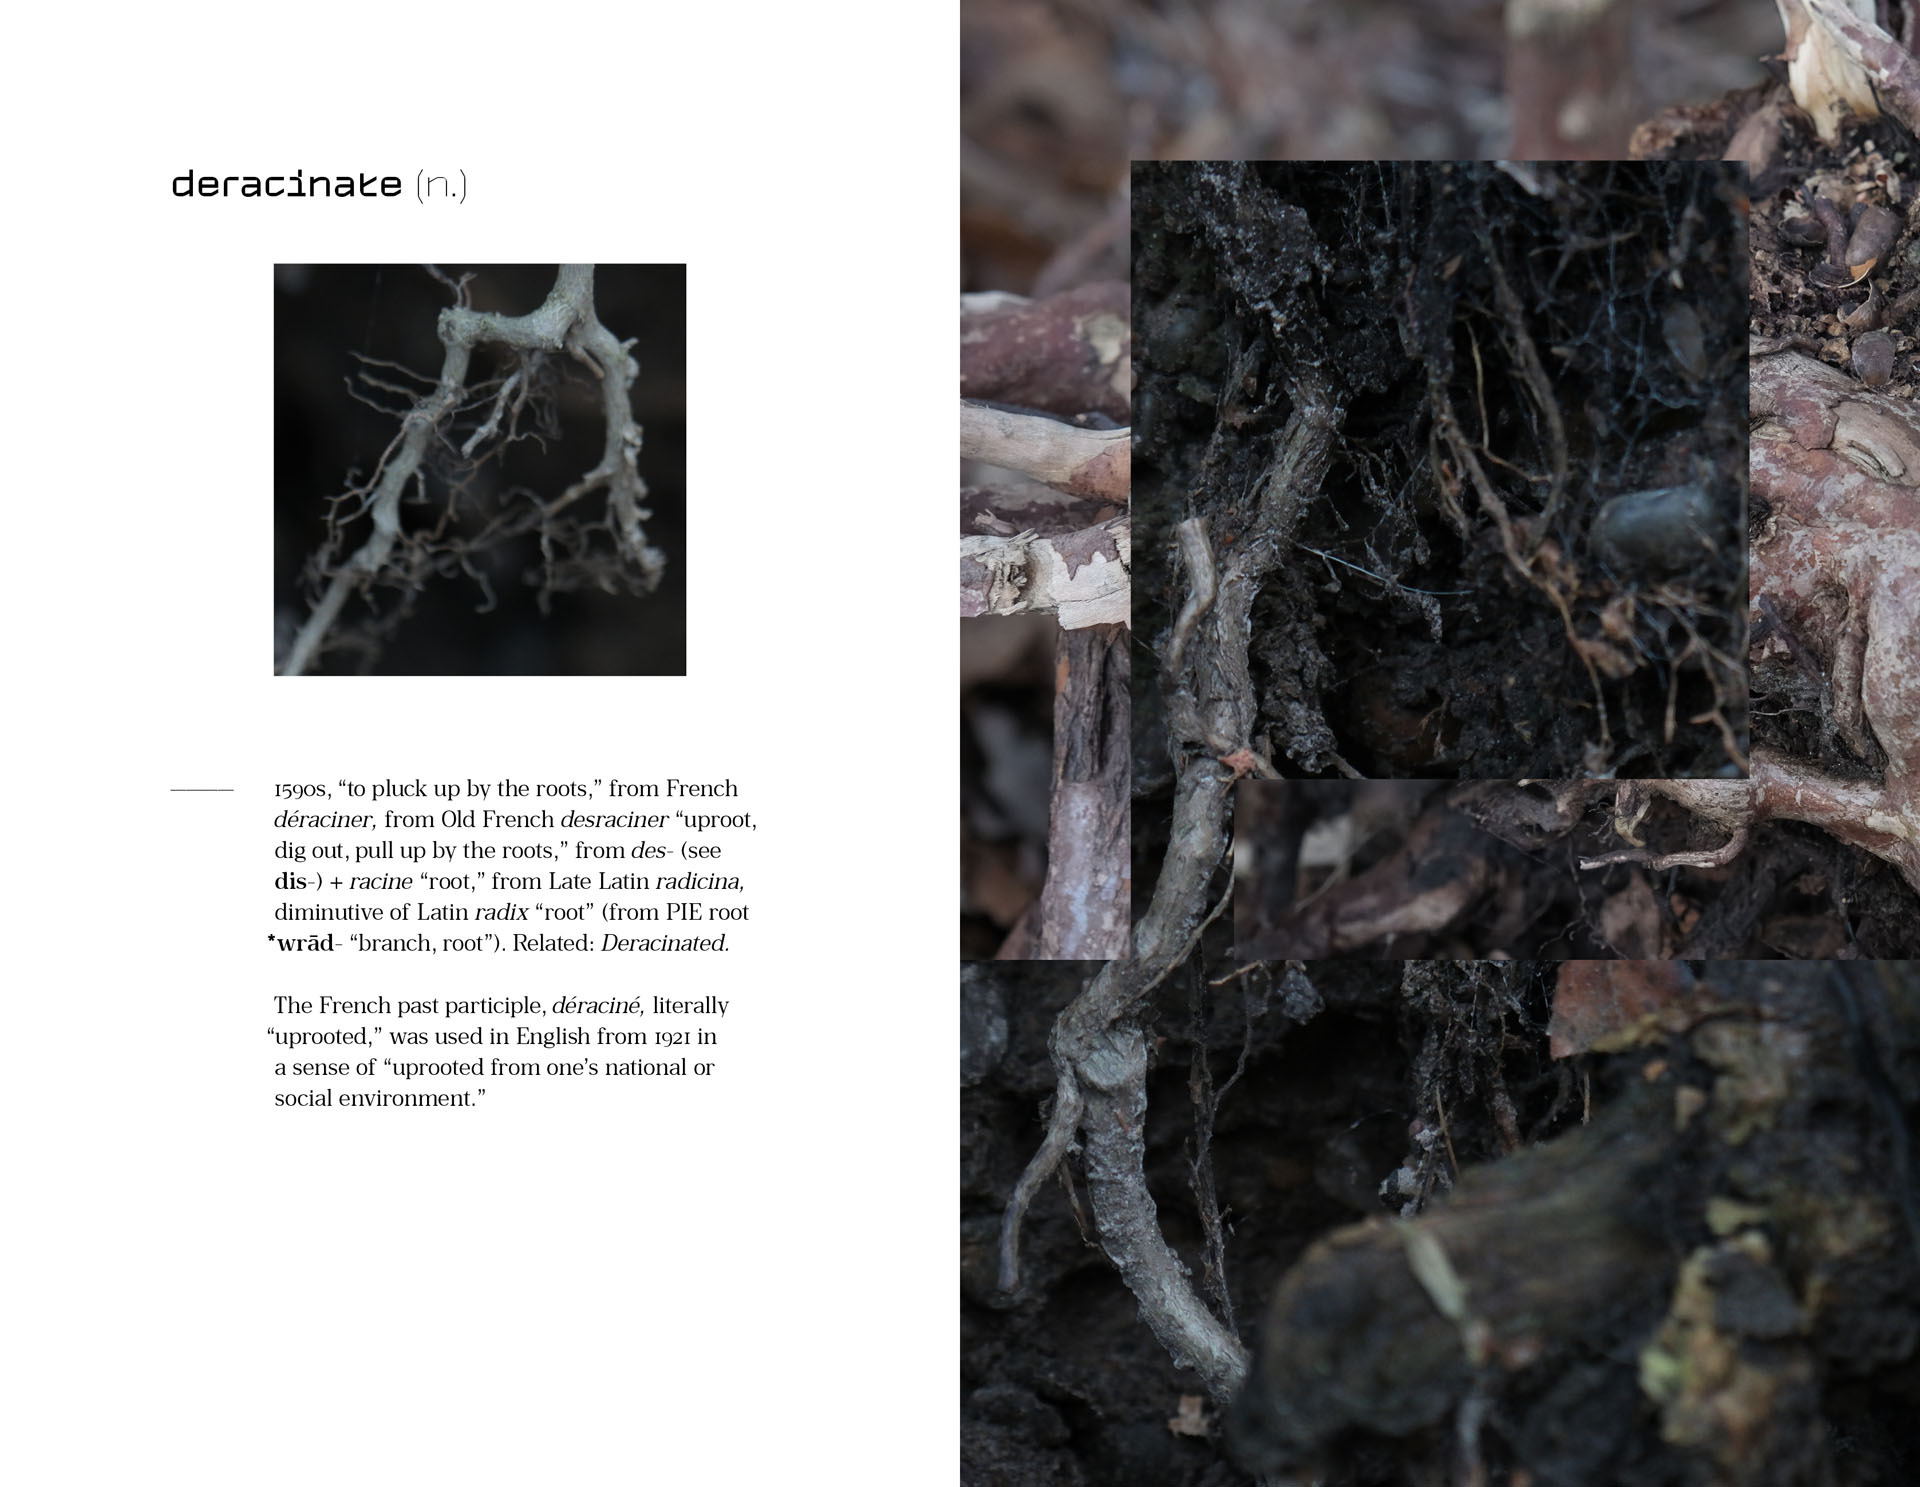 deracinate (n.)
1590s, “to pluck up by the roots,” from French
déraciner, from Old French desraciner “uproot,
dig out, pull up by the roots,” from des- (see
dis-) + racine “root,” from Late Latin radicina,
diminutive of Latin radix “root” (from PIE root
*wrād- “branch, root”). Related: Deracinated.
The French past participle, déraciné, literally
“uprooted,” was used in English from 1921 in
a sense of “uprooted from one’s national or
social environment.”